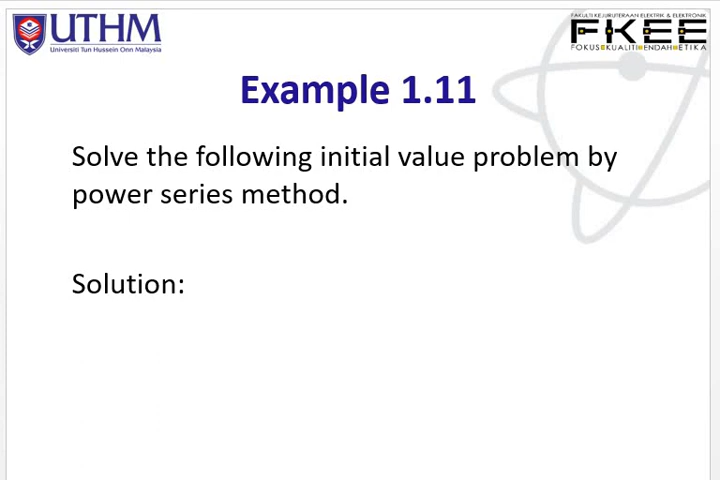 UTHM
Universiti Tun Hussein Onn Malaysia
FAKULTI KEJURUTERAAN ELEKTRIK & ELEKTRONIK
FKEE
FOKUS KUALITI ENDAH ETIKA
Example 1.11
Solve the following initial value problem by
power series method.
Solution: